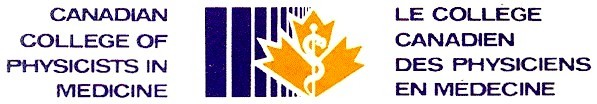 CANADIAN
COLLEGE OF
PHYSICISTS IN
MEDICINE
LE COLLÈGE
CANADIEN
DES PHYSICIENS
EN MÉDECINE